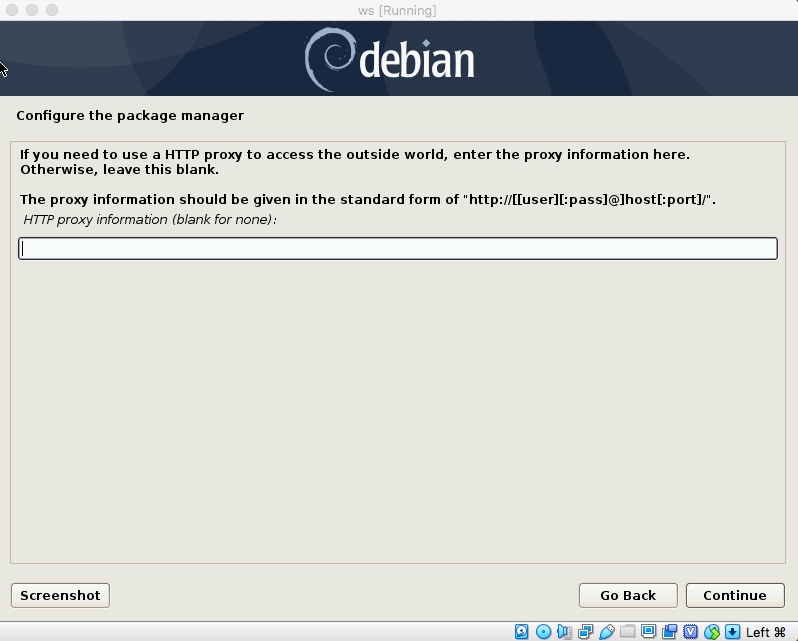 ws [Running]
debian
Configure the package manager
If you need to use a HTTP proxy to access the outside world, enter the proxy information here.
Otherwise, leave this blank.
The proxy information should be given in the standard form of "http://[[user][:pass]@]host[:port]/".
HTTP proxy information (blank for none):
Screenshot
Go Back
Continue
Left ⌘